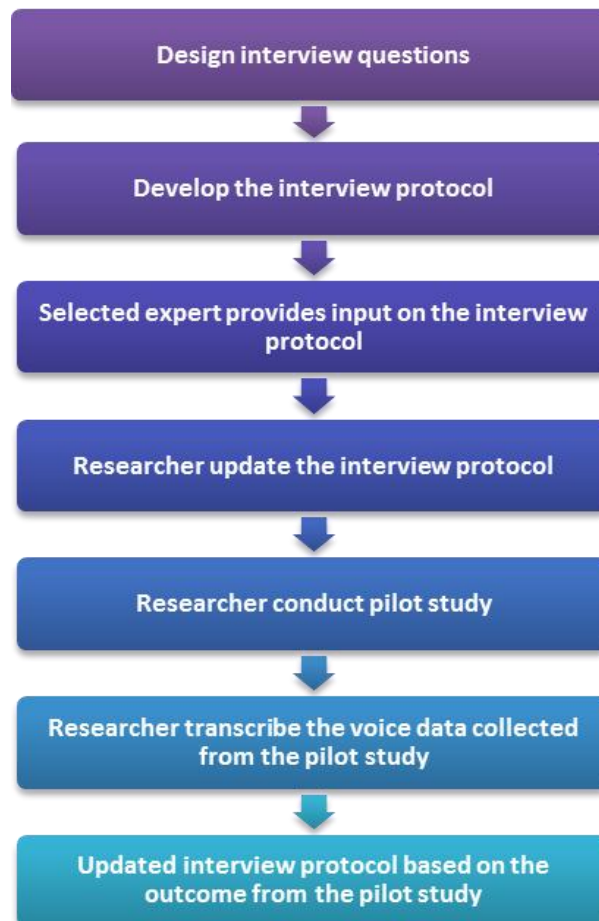 Design interview questions
Develop the interview protocol
Selected expert provides input on the interview
protocol
Researcher update the interview protocol
Researcher conduct pilot study
Researcher transcribe the voice data collected
from the pilot study
Updated interview protocol based on the
outcome from the pilot study